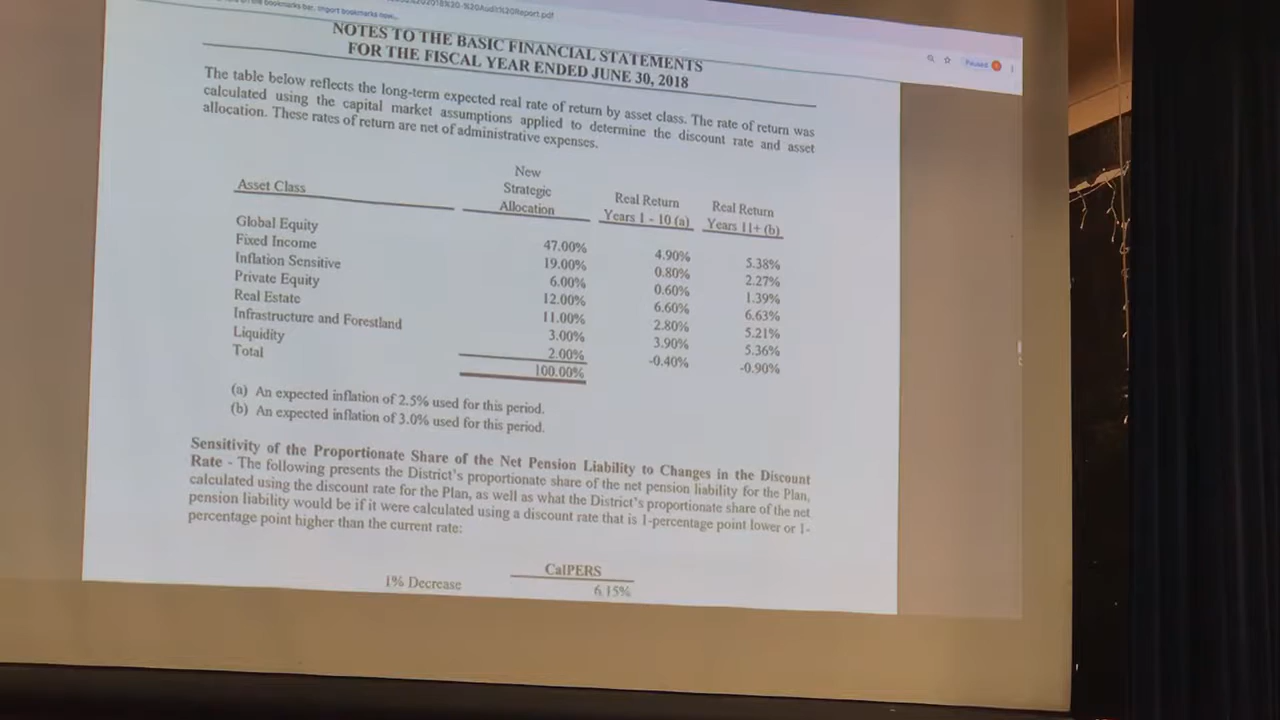 import bookmarks now...
NOTES TO THE BASIC FINANCIAL STATEMENTS
FOR THE FISCAL YEAR ENDED JUNE 30, 2018
Paused
The table below reflects the long-term expected real rate of return by asset class. The rate of return was
calculated using the capital market assumptions applied to determine the discount rate and asset
allocation. These rates of return are net of administrative expenses.
Asset Class New Strategic Allocation Real Return Years 1 - 10 (a) Real Return Years 11+ (b)
Global Equity 47.00% 4.90% 5.38%
Fixed Income 19.00% 0.80% 2.27%
Inflation Sensitive 6.00% 0.60% 1.39%
Private Equity 12.00% 6.60% 6.63%
Real Estate 11.00% 2.80% 5.21%
Infrastructure and Forestland 3.00% 3.90% 5.36%
Liquidity 2.00% -0.40% -0.90%
Total 100.00%
(a) An expected inflation of 2.5% used for this period.
(b) An expected inflation of 3.0% used for this period.
Sensitivity of the Proportionate Share of the Net Pension Liability to Changes in the Discount
Rate - The following presents the District's proportionate share of the net pension liability for the Plan,
calculated using the discount rate for the Plan, as well as what the District's proportionate share of the net
pension liability would be if it were calculated using a discount rate that is 1-percentage point lower or 1-
percentage point higher than the current rate:
CalPERS
1% Decrease 6.15%